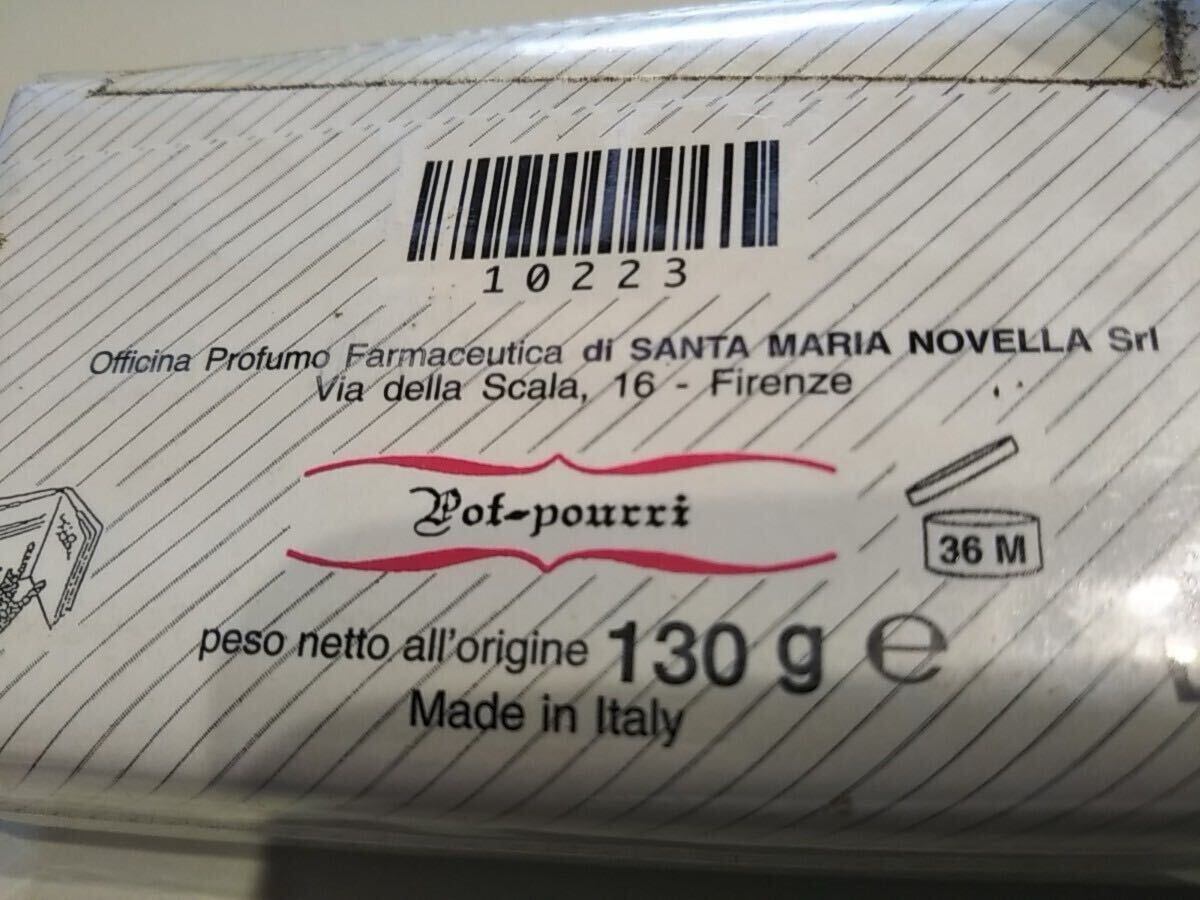 10223
Officina Profumo Farmaceutica di SANTA MARIA NOVELLA Srl
Via della Scala, 16 - Firenze
Pot-pourri
36 M
peso netto all'origine 130 g ℮
Made in Italy